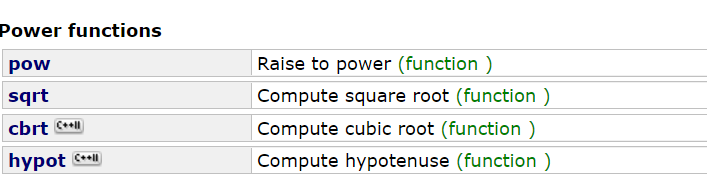 Power functions
pow Raise to power (function )
sqrt Compute square root (function )
cbrt C++11 Compute cubic root (function )
hypot C++11 Compute hypotenuse (function )